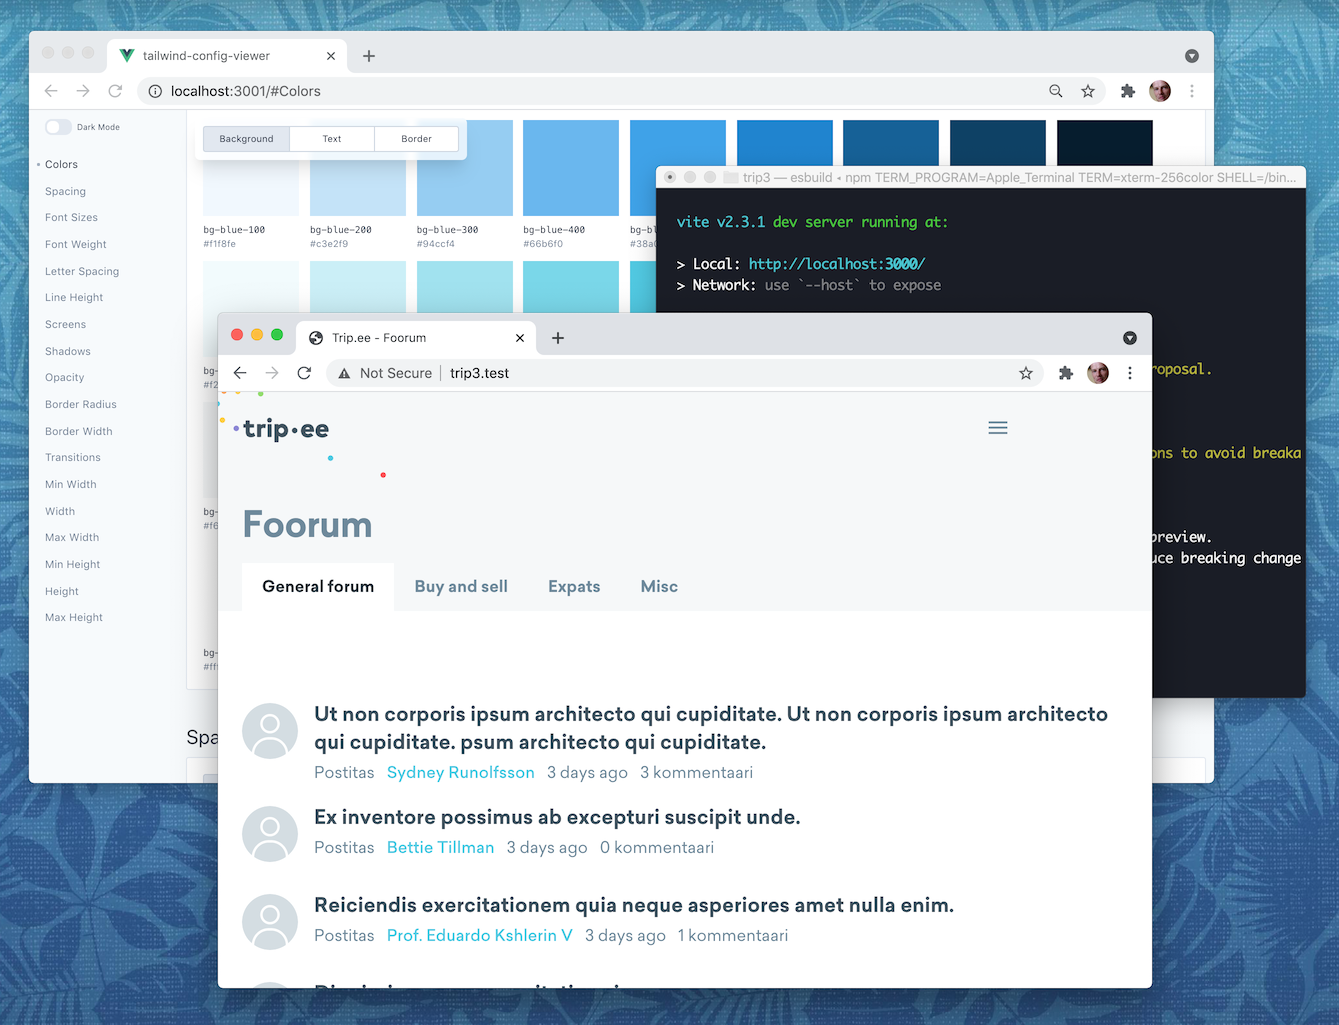 tailwind-config-viewer
localhost:3001/#Colors
Dark Mode
Colors
Spacing
Font Sizes
Font Weight
Letter Spacing
Line Height
Screens
Shadows
Opacity
Border Radius
Border Width
Transitions
Min Width
Width
Max Width
Min Height
Height
Max Height
Background Text Border
bg-blue-100 bg-blue-200 bg-blue-300 bg-blue-400 bg-bl
#f1f8fe #c3e2f9 #94ccf4 #66b6f0 #38a
bg-
#f2
bg-
#f6
bg-
#ff
Spa
trip3 — esbuild ◂ npm TERM_PROGRAM=Apple_Terminal TERM=xterm-256color SHELL=/bin...
vite v2.3.1 dev server running at:
> Local: http://localhost:3000/
> Network: use `--host` to expose
roposal.
ons to avoid breaka
preview.
uce breaking change
Trip.ee - Foorum
Not Secure trip3.test
trip.ee
Foorum
General forum Buy and sell Expats Misc
Ut non corporis ipsum architecto qui cupiditate. Ut non corporis ipsum architecto
qui cupiditate. psum architecto qui cupiditate.
Postitas Sydney Runolfsson 3 days ago 3 kommentaari
Ex inventore possimus ab excepturi suscipit unde.
Postitas Bettie Tillman 3 days ago 0 kommentaari
Reiciendis exercitationem quia neque asperiores amet nulla enim.
Postitas Prof. Eduardo Kshlerin V 3 days ago 1 kommentaari